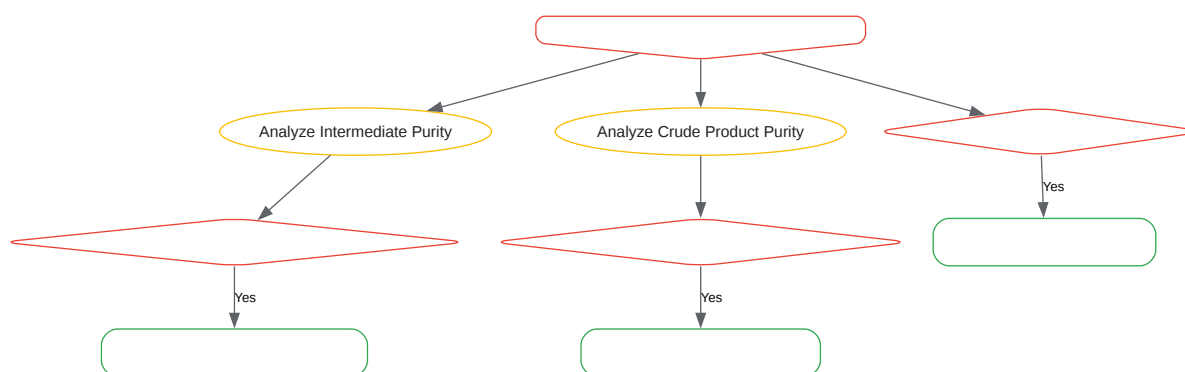 Analyze Intermediate Purity
Analyze Crude Product Purity
Yes
Yes
Yes